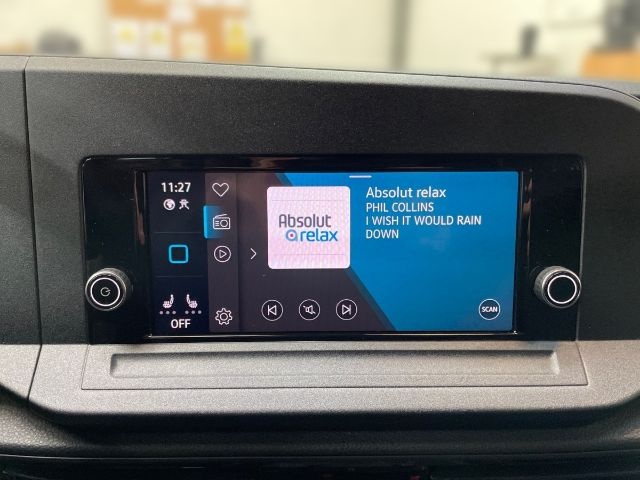 11:27
Absolut
relax
Absolut relax
PHIL COLLINS
I WISH IT WOULD RAIN
DOWN
SCAN
OFF